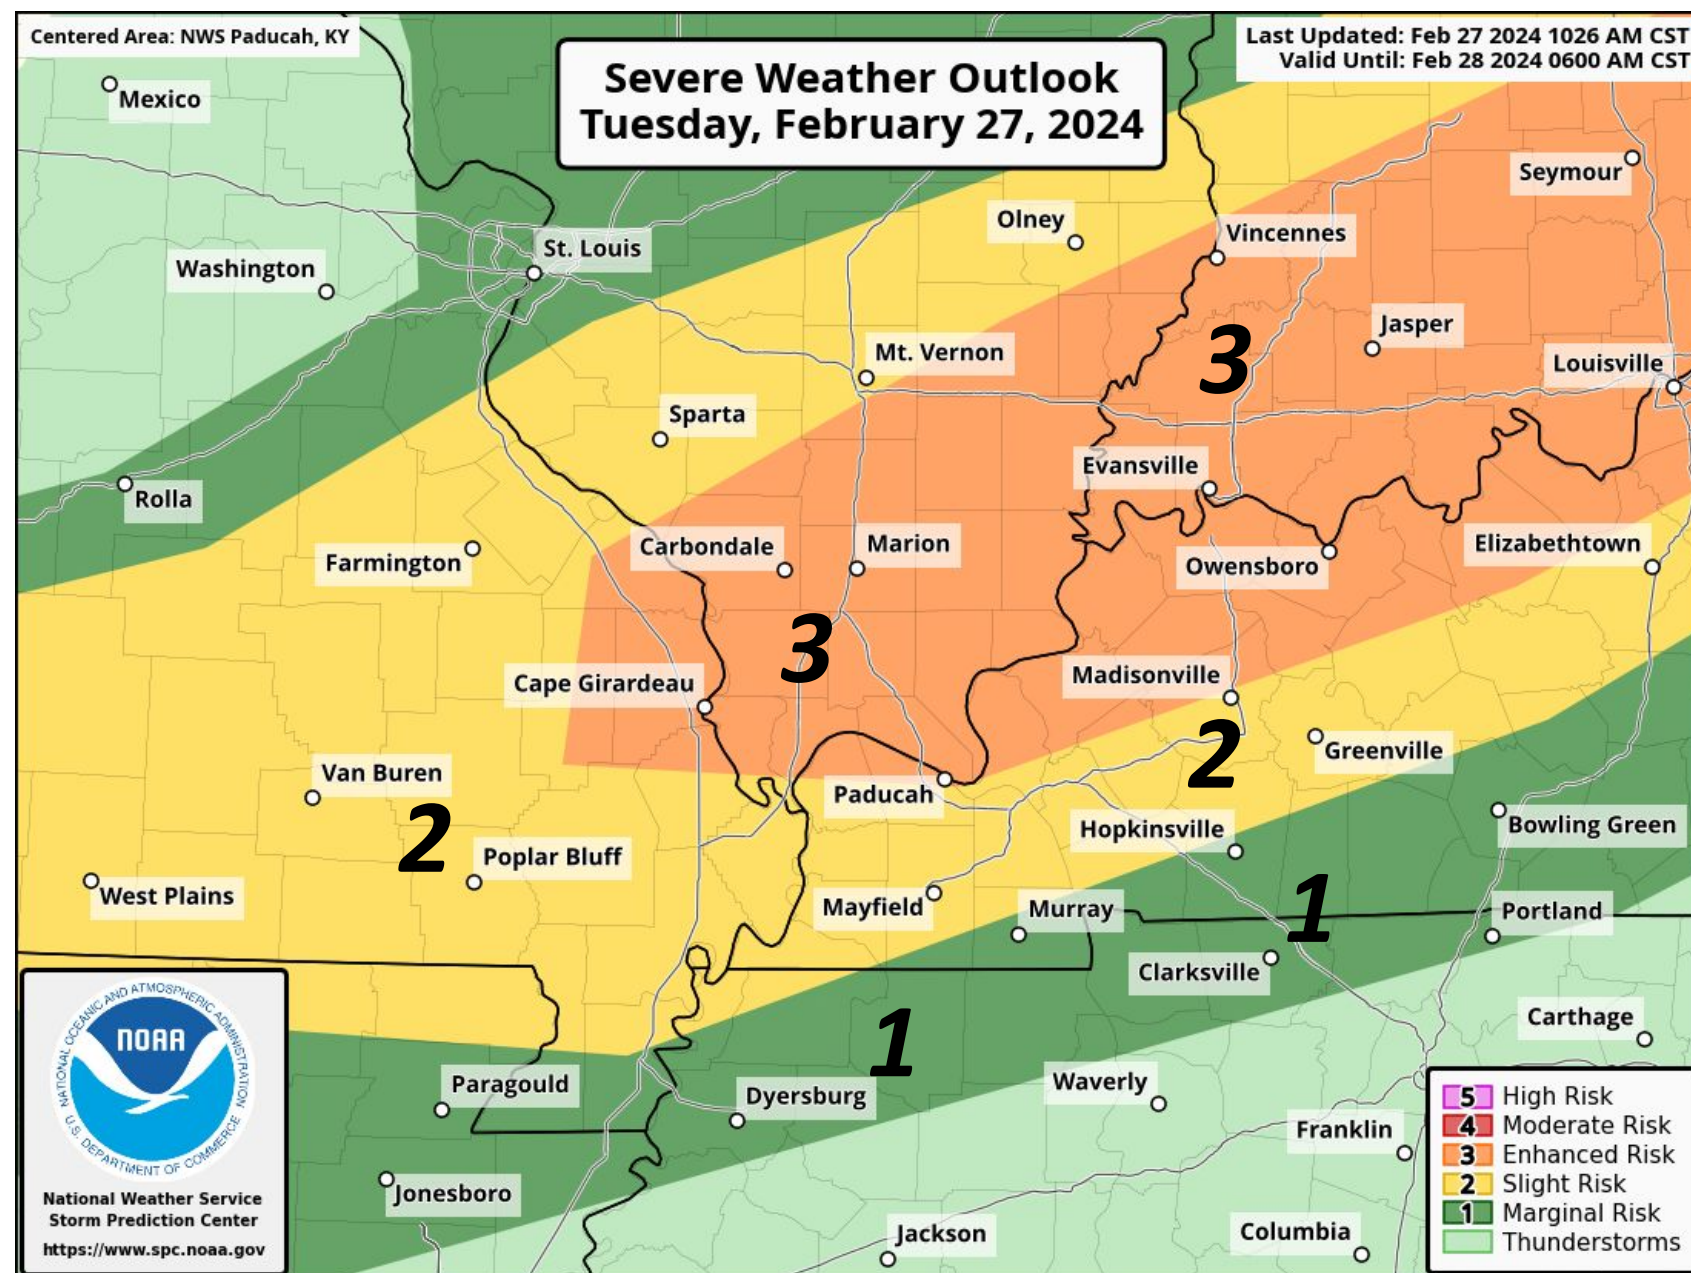 Centered Area: NWS Paducah, KY
Last Updated: Feb 27 2024 1026 AM CST
Valid Until: Feb 28 2024 0600 AM CST
Severe Weather Outlook
Tuesday, February 27, 2024
Mexico
Seymour
Olney
Vincennes
St. Louis
Washington
Jasper
Mt. Vernon
3
Louisville
Sparta
Evansville
Rolla
Carbondale
Marion
Elizabethtown
Farmington
Owensboro
3
Madisonville
Cape Girardeau
2
Greenville
Van Buren
Paducah
Bowling Green
Hopkinsville
2
Poplar Bluff
West Plains
Mayfield
Murray
1
Portland
Clarksville
Carthage
1
Paragould
Dyersburg
Waverly
Franklin
Jonesboro
Jackson
Columbia
NATIONAL OCEANIC AND ATMOSPHERIC ADMINISTRATION
NOAA
U.S. DEPARTMENT OF COMMERCE
National Weather Service
Storm Prediction Center
https://www.spc.noaa.gov
5 High Risk
4 Moderate Risk
3 Enhanced Risk
2 Slight Risk
1 Marginal Risk
Thunderstorms